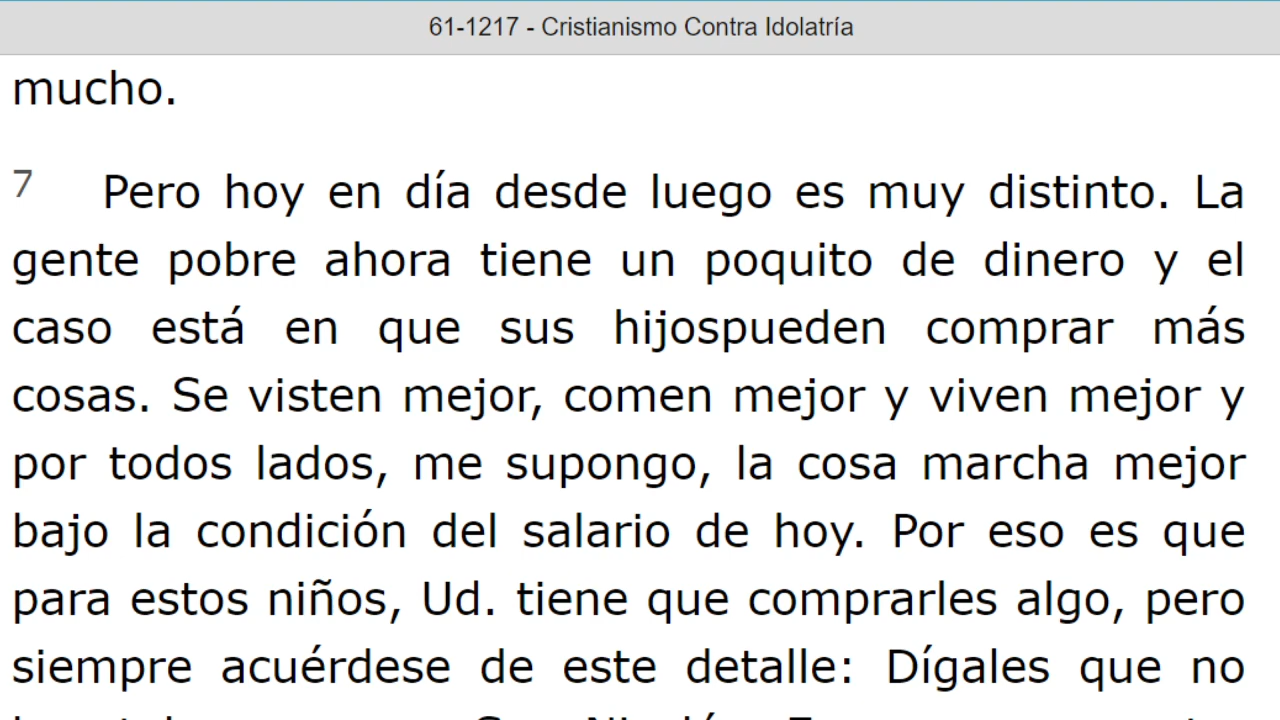 61-1217 - Cristianismo Contra Idolatría
mucho.
7 Pero hoy en día desde luego es muy distinto. La
gente pobre ahora tiene un poquito de dinero y el
caso está en que sus hijospueden comprar más
cosas. Se visten mejor, comen mejor y viven mejor y
por todos lados, me supongo, la cosa marcha mejor
bajo la condición del salario de hoy. Por eso es que
para estos niños, Ud. tiene que comprarles algo, pero
siempre acuérdese de este detalle: Dígales que no